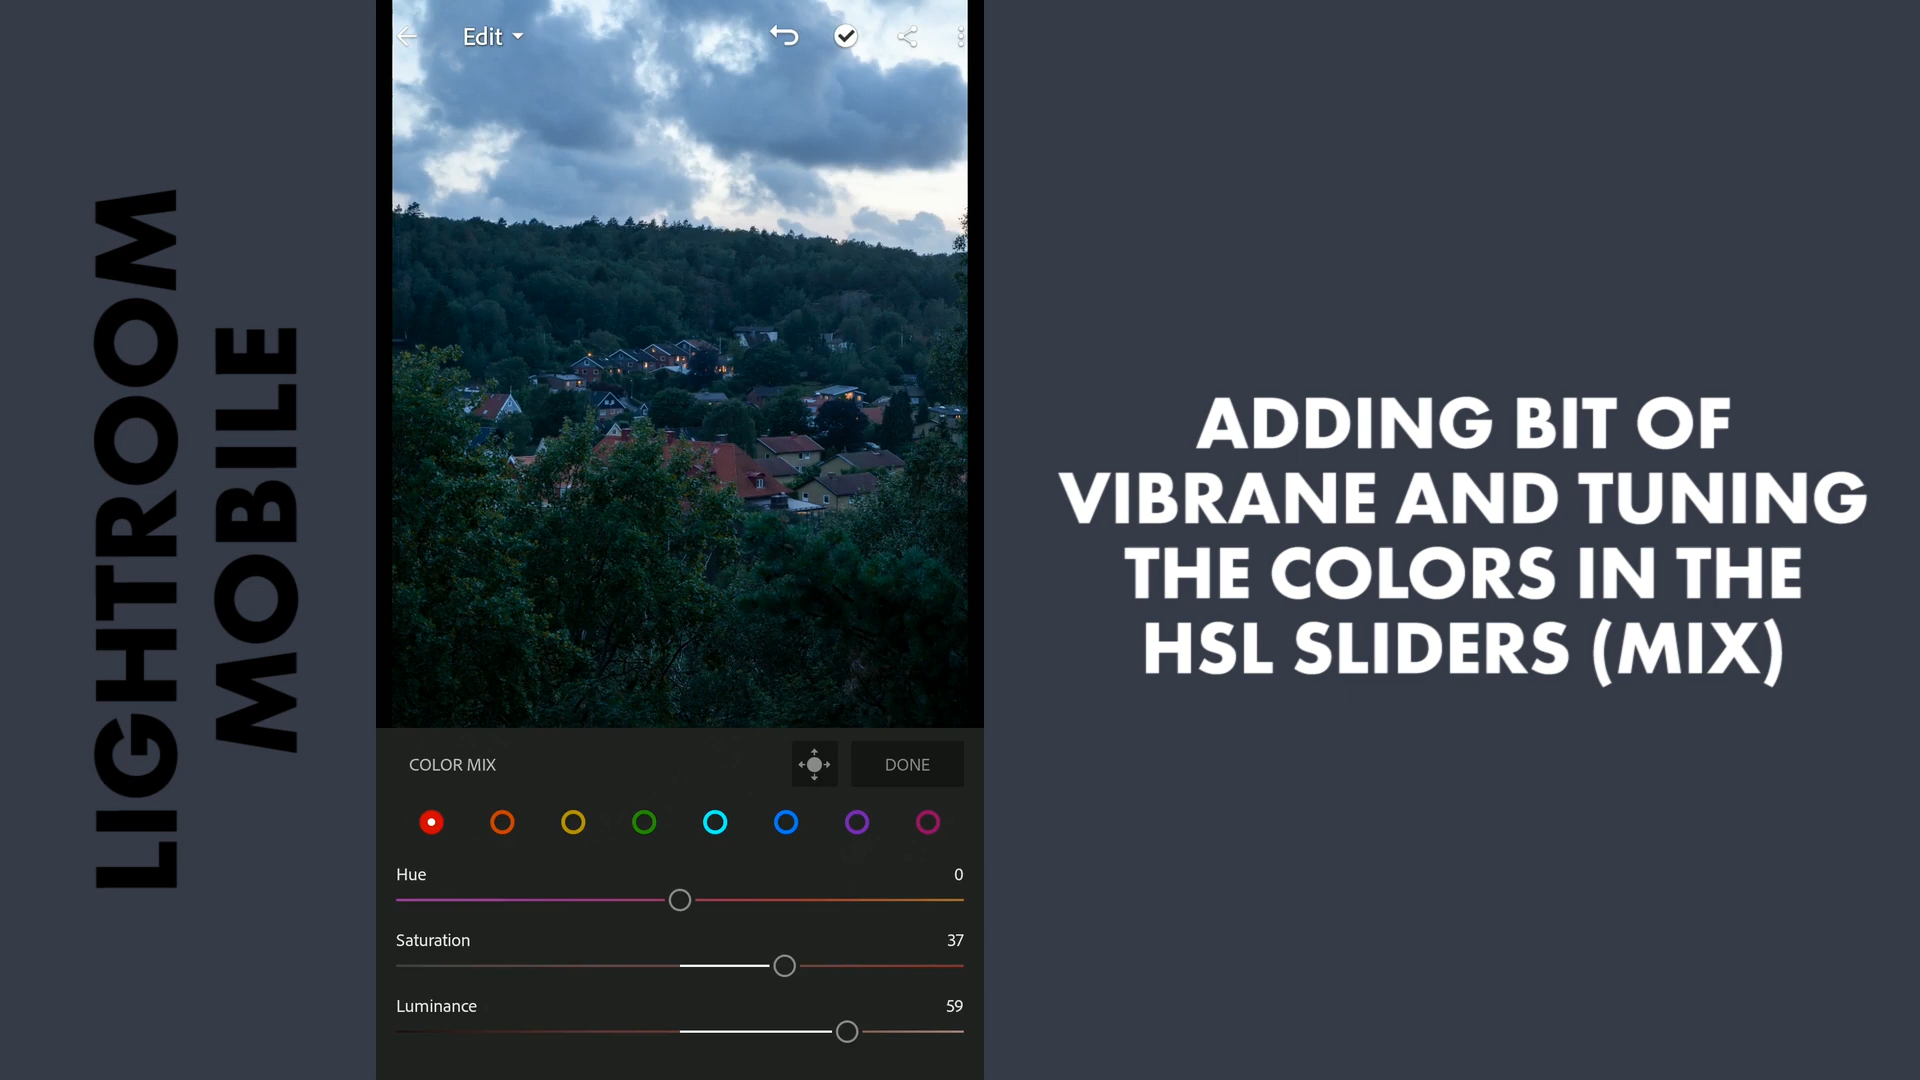 LIGHTROOM
MOBILE
Edit
COLOR MIX
DONE
Hue 0
Saturation 37
Luminance 59
ADDING BIT OF
VIBRANE AND TUNING
THE COLORS IN THE
HSL SLIDERS (MIX)